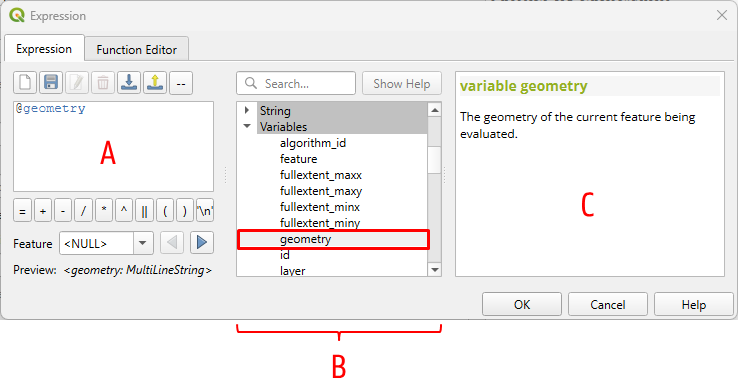 Expression
Expression Function Editor
--
Search... Show Help
@geometry
A
= + - / * ^ || ( ) '\n'
Feature <NULL>
Preview: <geometry: MultiLineString>
String
Variables
algorithm_id
feature
fullextent_maxx
fullextent_maxy
fullextent_minx
fullextent_miny
geometry
id
layer
variable geometry
The geometry of the current feature being
evaluated.
C
OK Cancel Help
B